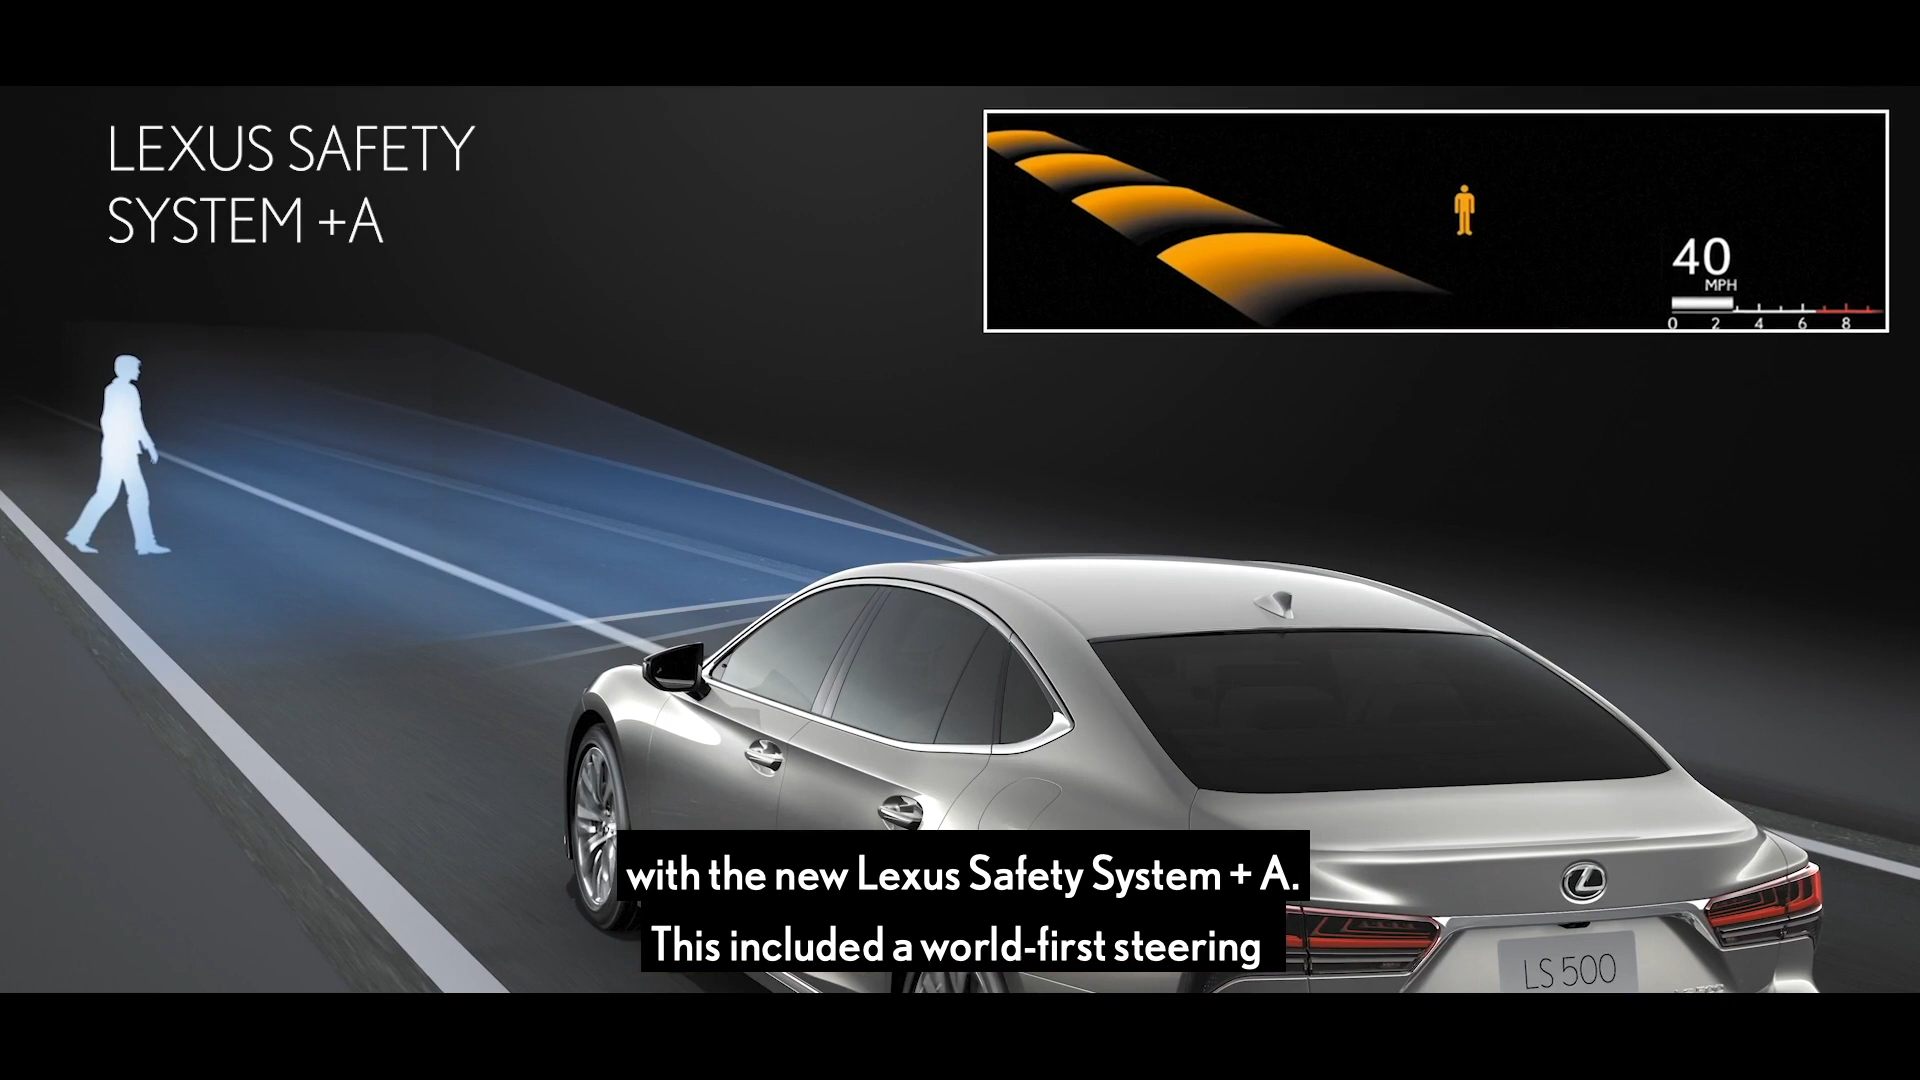 LEXUS SAFETY
SYSTEM +A
40
MPH
0 2 4 6 8
with the new Lexus Safety System + A.
This included a world-first steering
LS 500